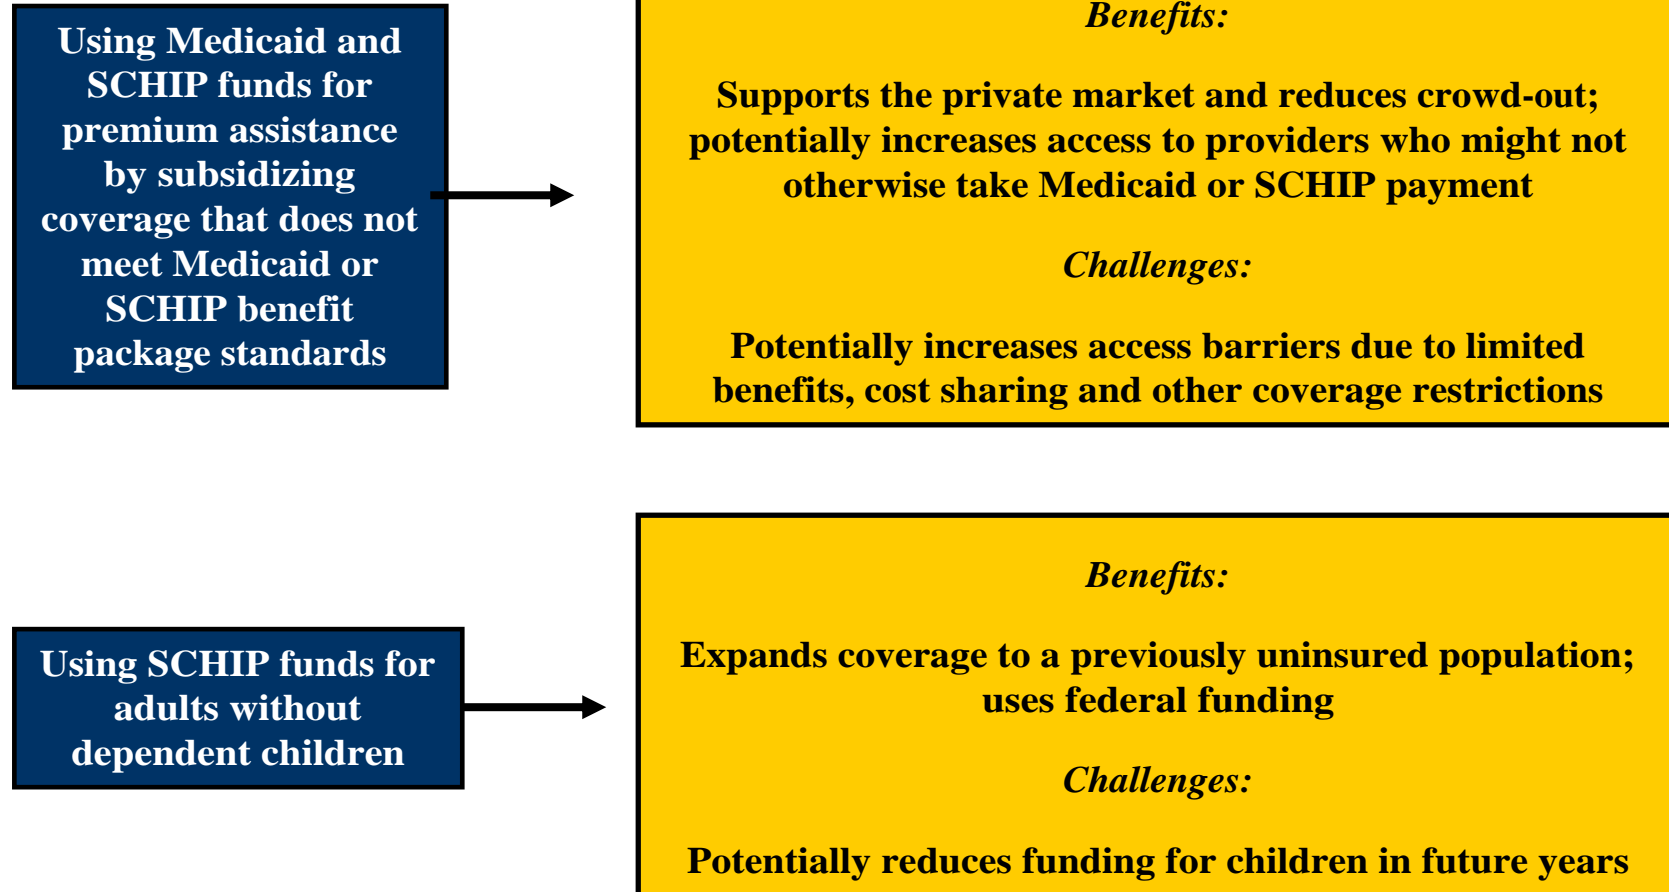 Using Medicaid and
SCHIP funds for
premium assistance
by subsidizing
coverage that does not
meet Medicaid or
SCHIP benefit
package standards
Benefits:
Supports the private market and reduces crowd-out;
potentially increases access to providers who might not
otherwise take Medicaid or SCHIP payment
Challenges:
Potentially increases access barriers due to limited
benefits, cost sharing and other coverage restrictions
Using SCHIP funds for
adults without
dependent children
Benefits:
Expands coverage to a previously uninsured population;
uses federal funding
Challenges:
Potentially reduces funding for children in future years